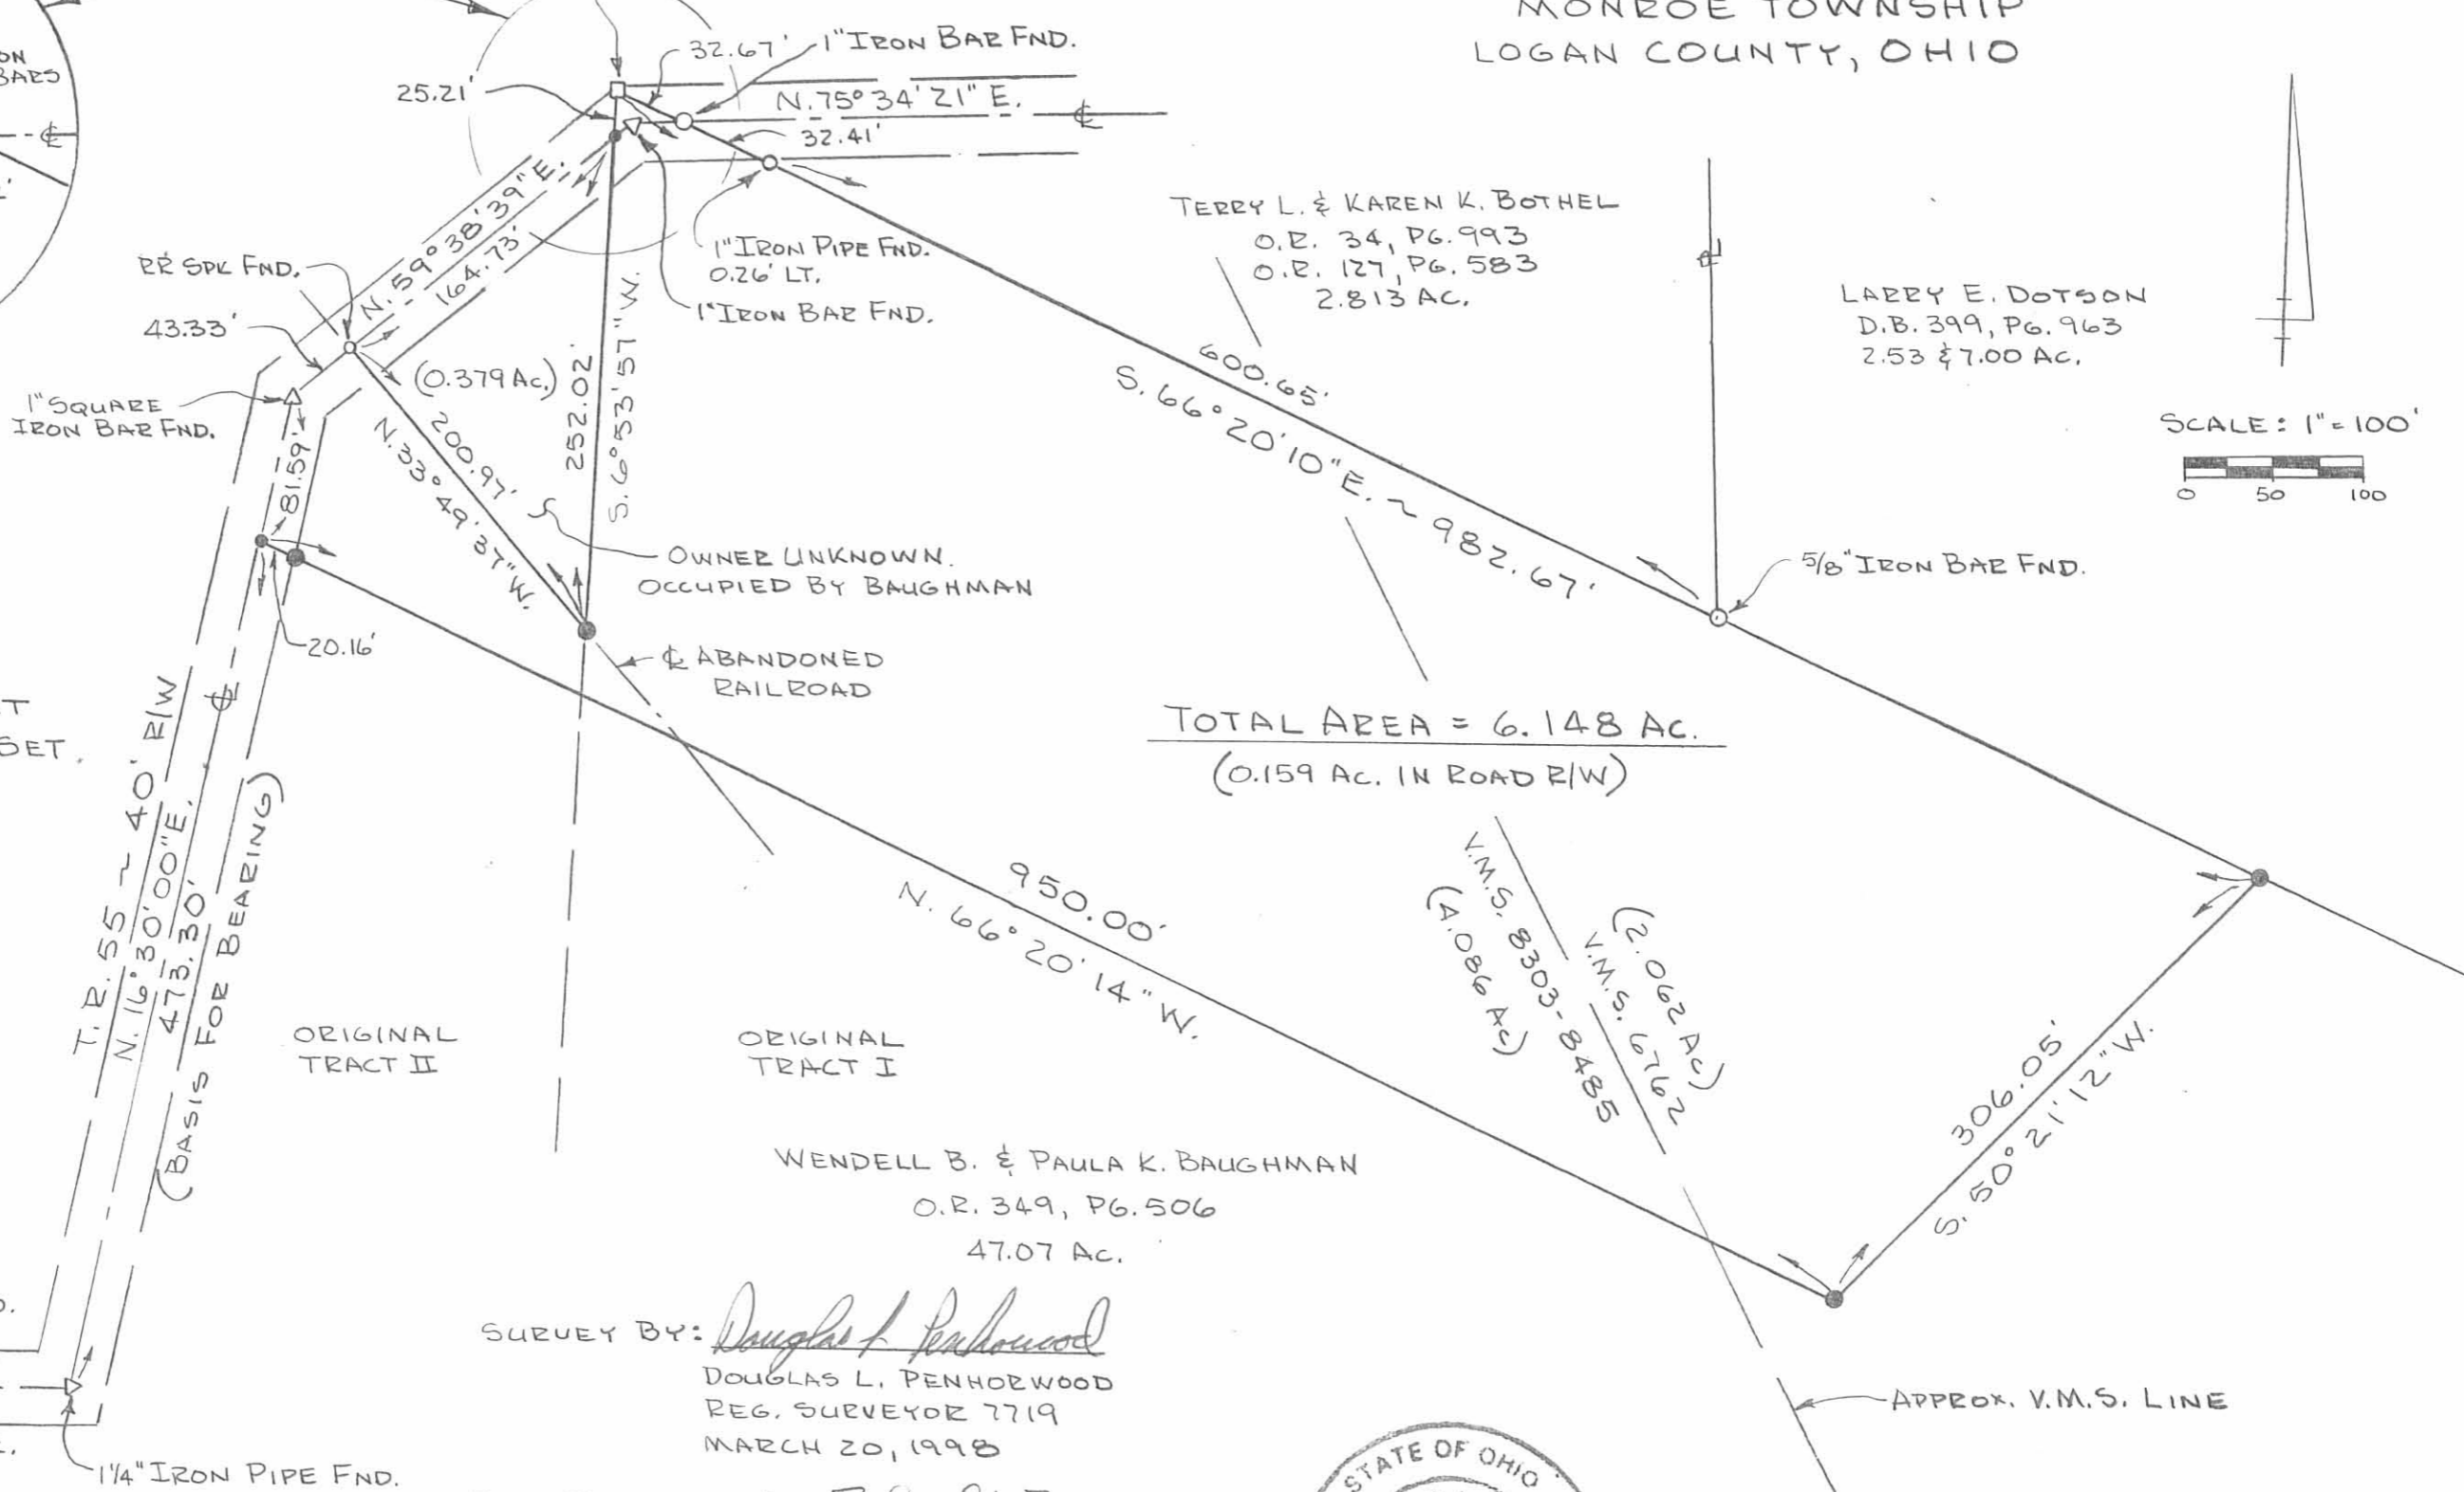 MONROE TOWNSHIP
LOGAN COUNTY, OHIO
ON
BARS
℄
32.67'
1" IRON BAR FND.
25.21'
N. 75° 34' 21" E.
℄
32.41'
N. 59° 38' 39" E.
164.73'
1" IRON PIPE FND.
0.26' LT.
1" IRON BAR FND.
RR SPK FND.
43.33'
1" SQUARE
IRON BAR FND.
(0.379 AC.)
81.59'
200.97'
N. 33° 49' 37" W.
252.02'
S. 6° 53' 57" W.
TERRY L. & KAREN K. BOTHEL
O.R. 34, PG. 993
O.R. 127, PG. 583
2.813 AC.
LARRY E. DOTSON
D.B. 399, PG. 963
2.53 & 7.00 AC.
SCALE: 1" = 100'
0 50 100
600.65'
S. 66° 20' 10" E. ~ 982.67'
5/8" IRON BAR FND.
OWNER UNKNOWN.
OCCUPIED BY BAUGHMAN
20.16'
℄ ABANDONED
RAILROAD
T
SET.
TOTAL AREA = 6.148 AC.
(0.159 AC. IN ROAD R/W)
T.R. 55 ~ 40' R/W
℄
N. 16° 30' 00" E.
473.30'
(BASIS FOR BEARING)
950.00'
N. 66° 20' 14" W.
V.M.S. 8303-8485
(4.086 AC)
(2.062 AC)
V.M.S. 6762
306.05'
S. 50° 21' 12" W.
ORIGINAL
TRACT II
ORIGINAL
TRACT I
WENDELL B. & PAULA K. BAUGHMAN
O.R. 349, PG. 506
47.07 AC.
SURVEY BY: Douglas L Penhorwood
DOUGLAS L. PENHORWOOD
REG. SURVEYOR 7719
MARCH 20, 1998
APPROX. V.M.S. LINE
1 1/4" IRON PIPE FND.
STATE OF OHIO